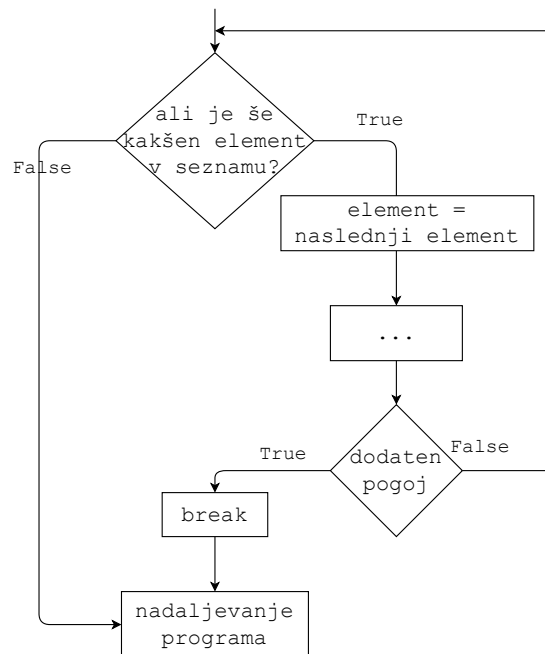 ali je še
kakšen element
v seznamu?
True
False
element =
naslednji element
...
dodaten
pogoj
True
False
break
nadaljevanje
programa